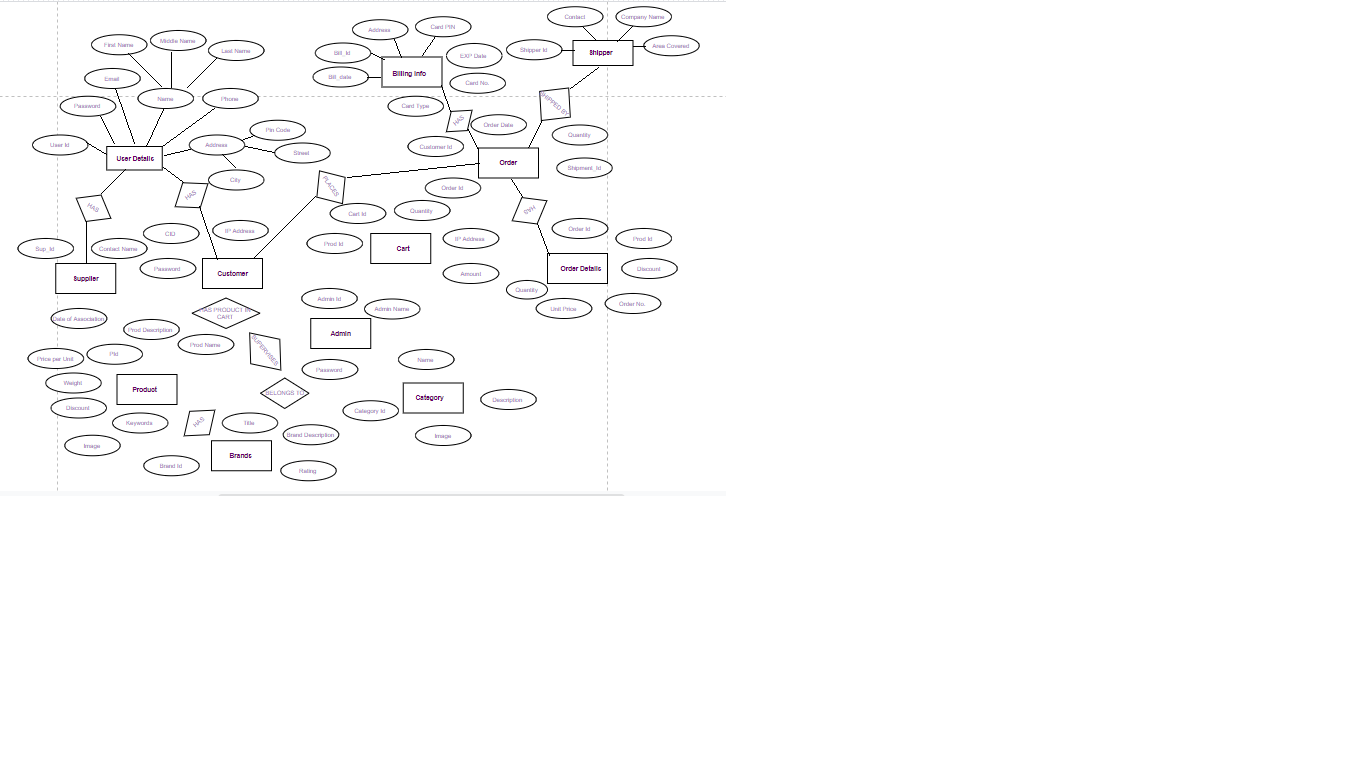 Contact
Company Name
First Name
Middle Name
Last Name
Address
Card PIN
Bill_Id
EXP Date
Shipper Id
Shipper
Area Covered
Email
Bill_date
Billing Info
Card No.
Password
Name
Phone
Card Type
HAS
Order Date
SHIPPED BY
Pin Code
Quantity
User Id
User Details
Address
Street
Customer Id
Order
Shipment_Id
HAS
HAS
City
PLACES
Order Id
Cart Id
Quantity
HAS
CID
IP Address
Order Id
Sup_Id
Contact Name
Prod Id
Cart
IP Address
Prod Id
Supplier
Password
Customer
Amount
Order Details
Discount
Quantity
Date of Association
HAS PRODUCT IN
CART
Admin Id
Admin Name
Unit Price
Order No.
Prod Description
Prod Name
SUPERVISES
Admin
Price per Unit
PId
Password
Name
Weight
Product
BELONGS TO
Category
Description
Discount
Category Id
Keywords
HAS
Title
Brand Description
Image
Image
Brand Id
Brands
Rating